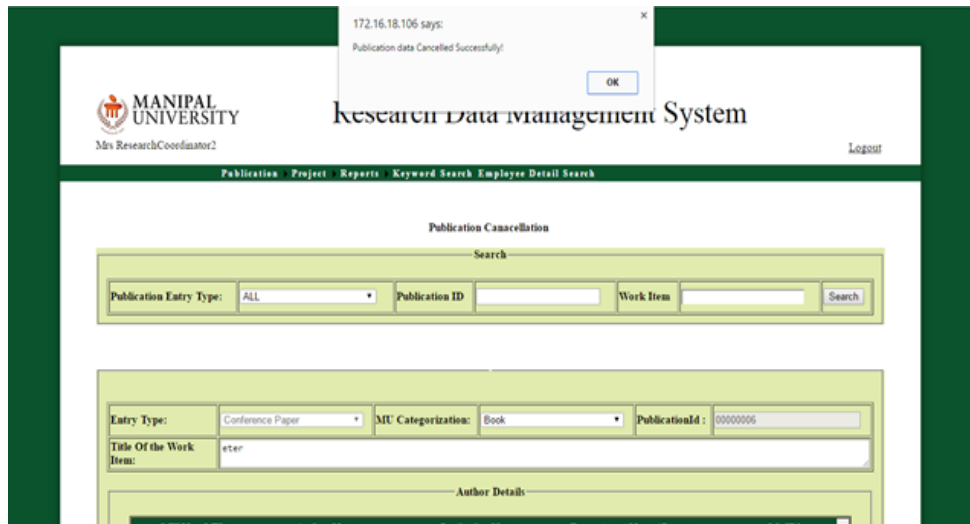 172.16.18.106 says:
Publication data Cancelled Successfully!
OK
MANIPAL
UNIVERSITY
Research Data Management System
Mrs ResearchCoordinator2
Logout
Publication Project Reports Keyword Search Employee Detail Search
Publication Canacellation
Search
Publication Entry Type: ALL Publication ID Work Item Search
Entry Type: Conference Paper MU Categorization: Book PublicationId : 00000006
Title Of the Work
Item: eter
Author Details